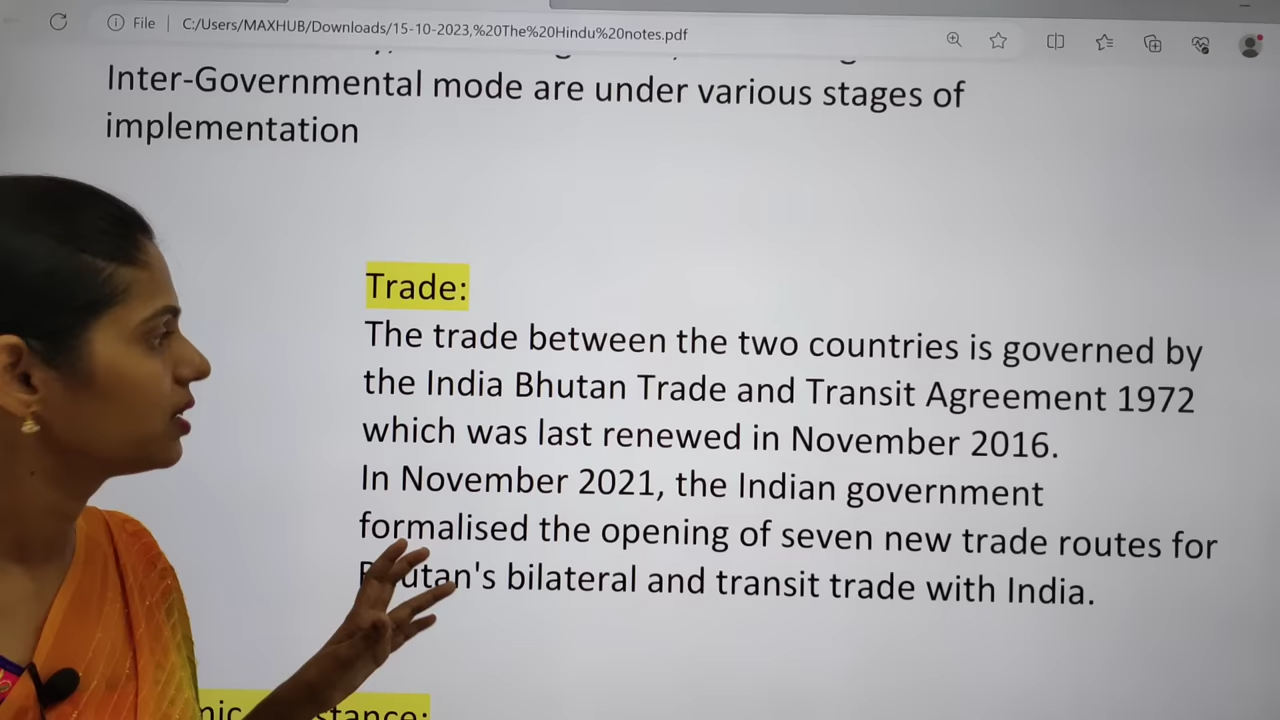 File
C:/Users/MAXHUB/Downloads/15-10-2023,%20The%20Hindu%20notes.pdf
Inter-Governmental mode are under various stages of
implementation
Trade:
The trade between the two countries is governed by
the India Bhutan Trade and Transit Agreement 1972
which was last renewed in November 2016.
In November 2021, the Indian government
formalised the opening of seven new trade routes for
Bhutan's bilateral and transit trade with India.